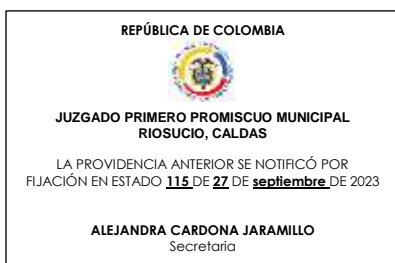 REPÚBLICA DE COLOMBIA
JUZGADO PRIMERO PROMISCUO MUNICIPAL
RIOSUCIO, CALDAS
LA PROVIDENCIA ANTERIOR SE NOTIFICÓ POR
FIJACIÓN EN ESTADO 115 DE 27 DE septiembre DE 2023
ALEJANDRA CARDONA JARAMILLO
Secretaria